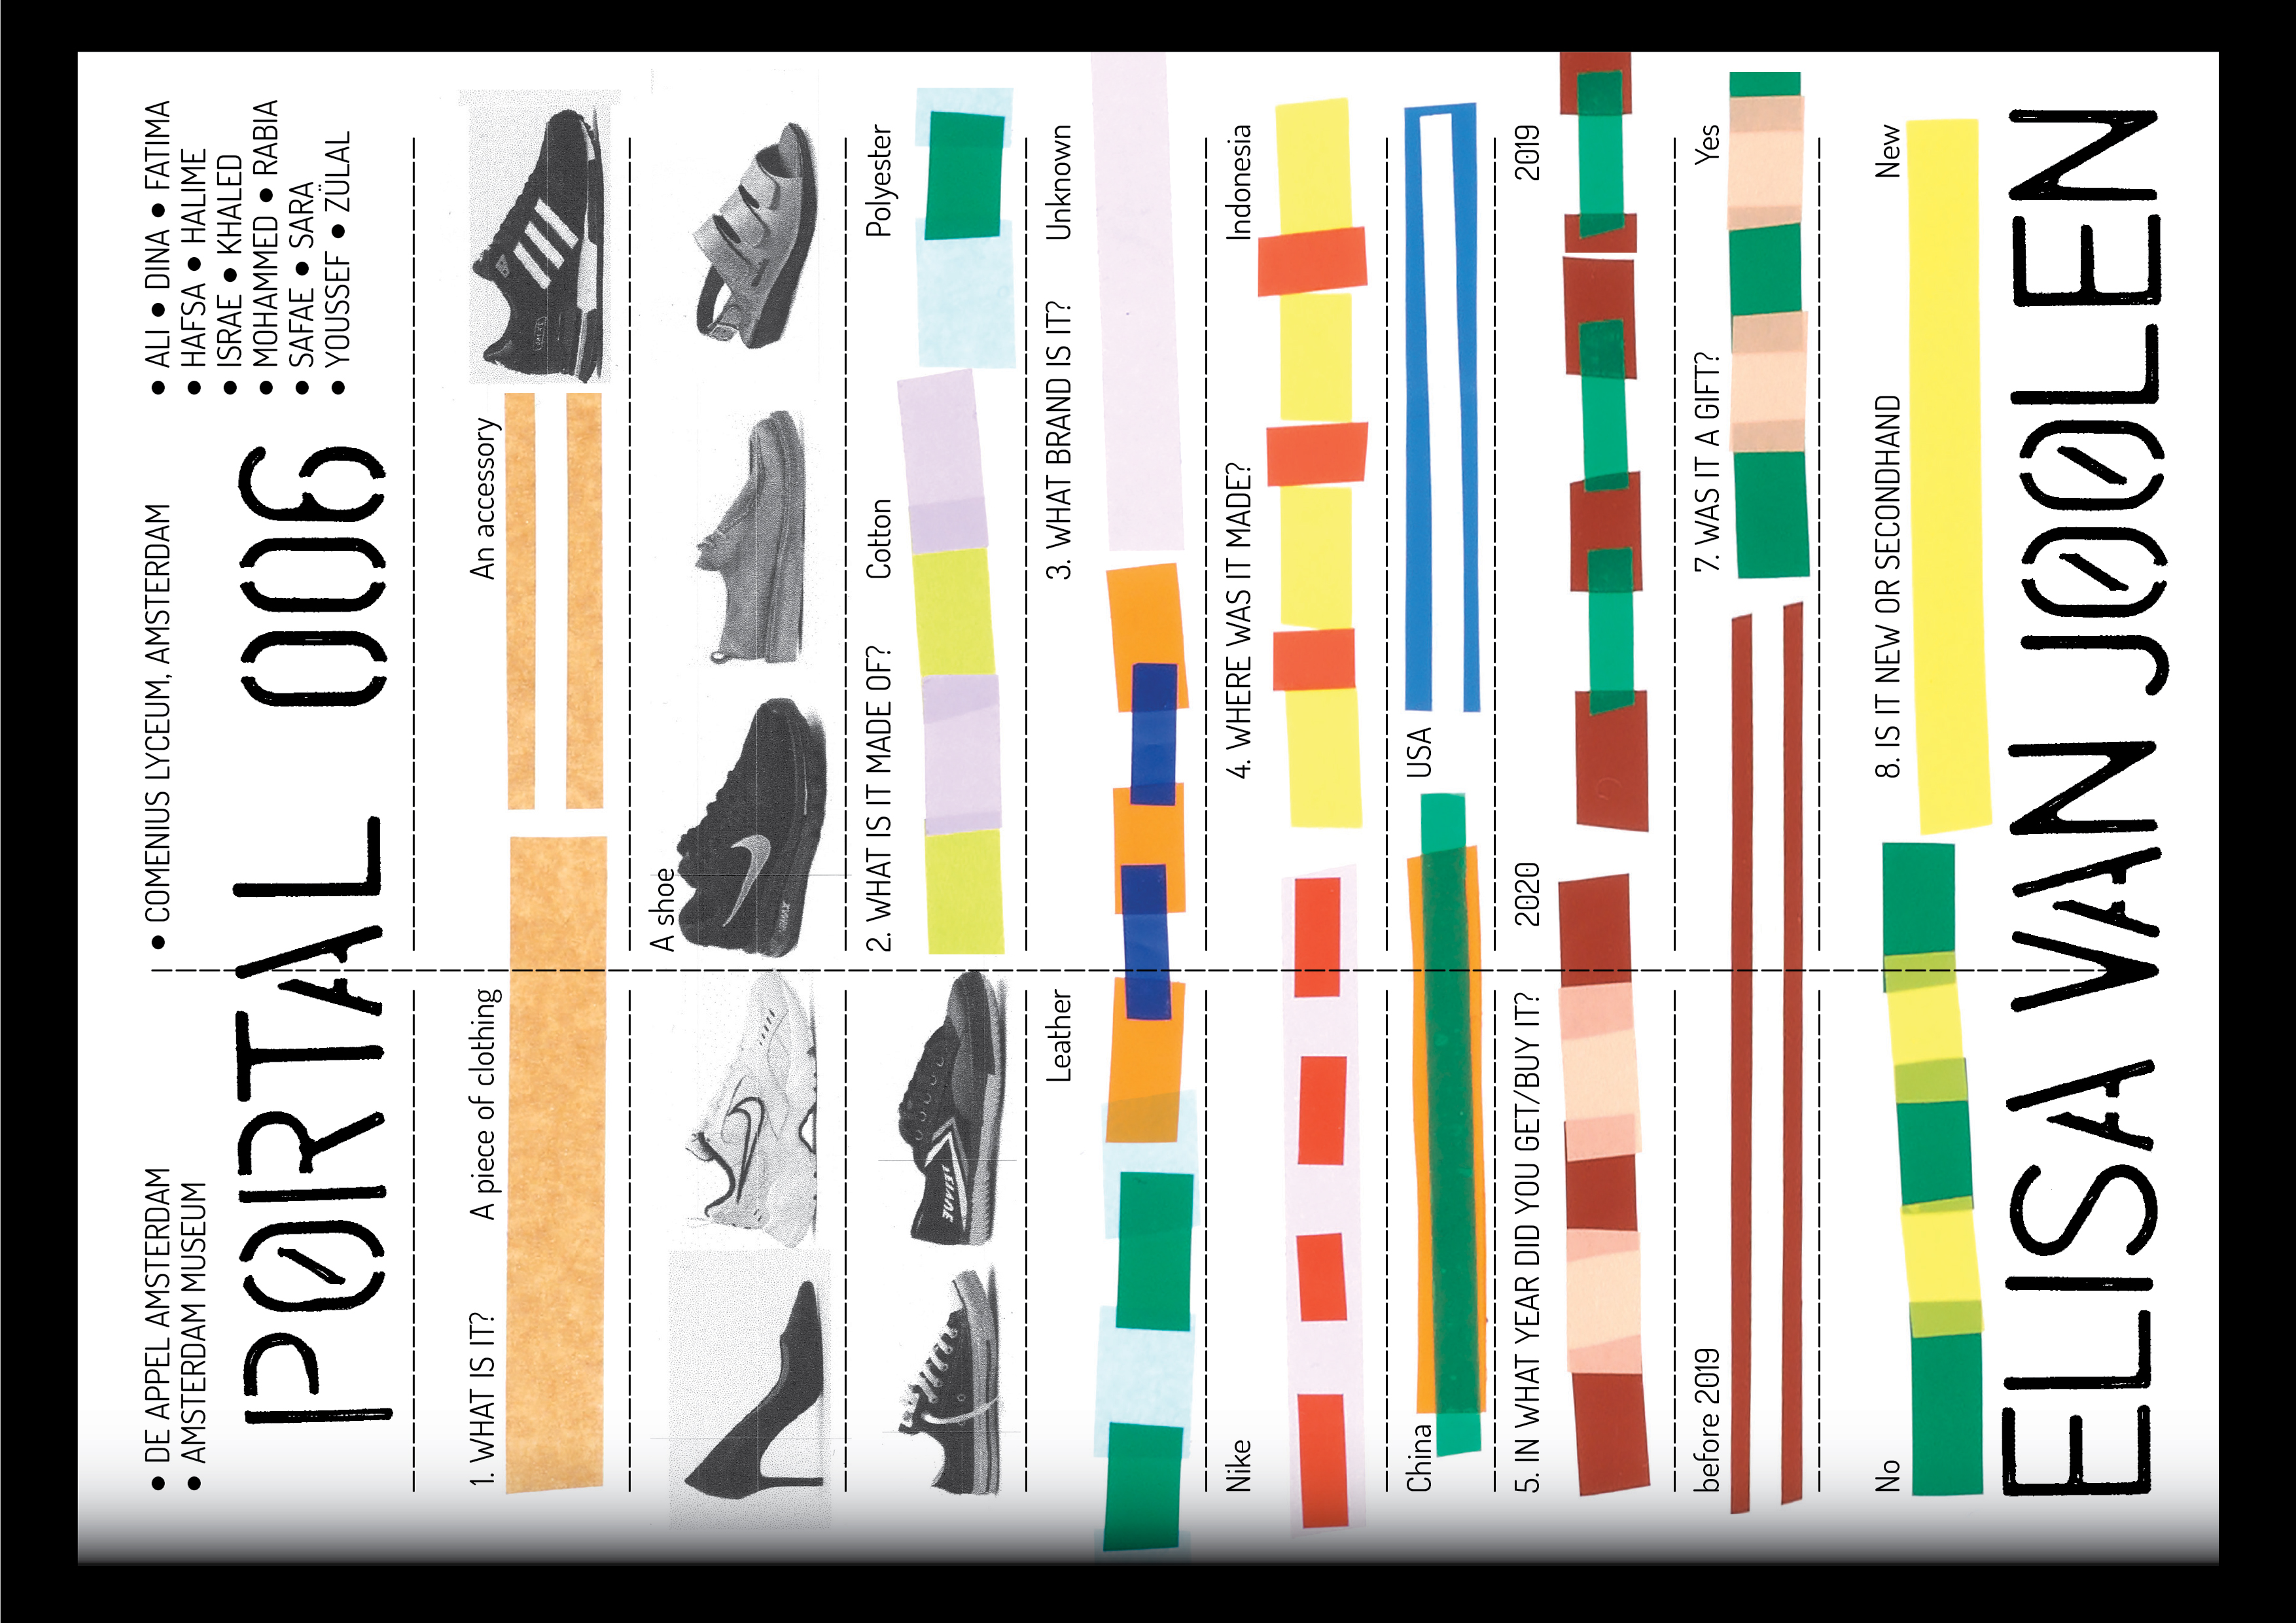 • DE APPEL AMSTERDAM
• AMSTERDAM MUSEUM
• COMENIUS LYCEUM, AMSTERDAM
• ALI • DINA • FATIMA
• HAFSA • HALIME
• ISRAE • KHALED
• MOHAMMED • RABIA
• SAFAE • SARA
• YOUSSEF • ZÜLAL
PORTAL 006
1. WHAT IS IT? A piece of clothing An accessory
A shoe
MAX
2. WHAT IS IT MADE OF? Cotton Polyester
FEIYUE
Leather 3. WHAT BRAND IS IT? Unknown
Nike 4. WHERE WAS IT MADE? Indonesia
China USA
5. IN WHAT YEAR DID YOU GET/BUY IT? 2020 2019
before 2019 7. WAS IT A GIFT? Yes
No 8. IS IT NEW OR SECONDHAND New
ELISA VAN JOOLEN